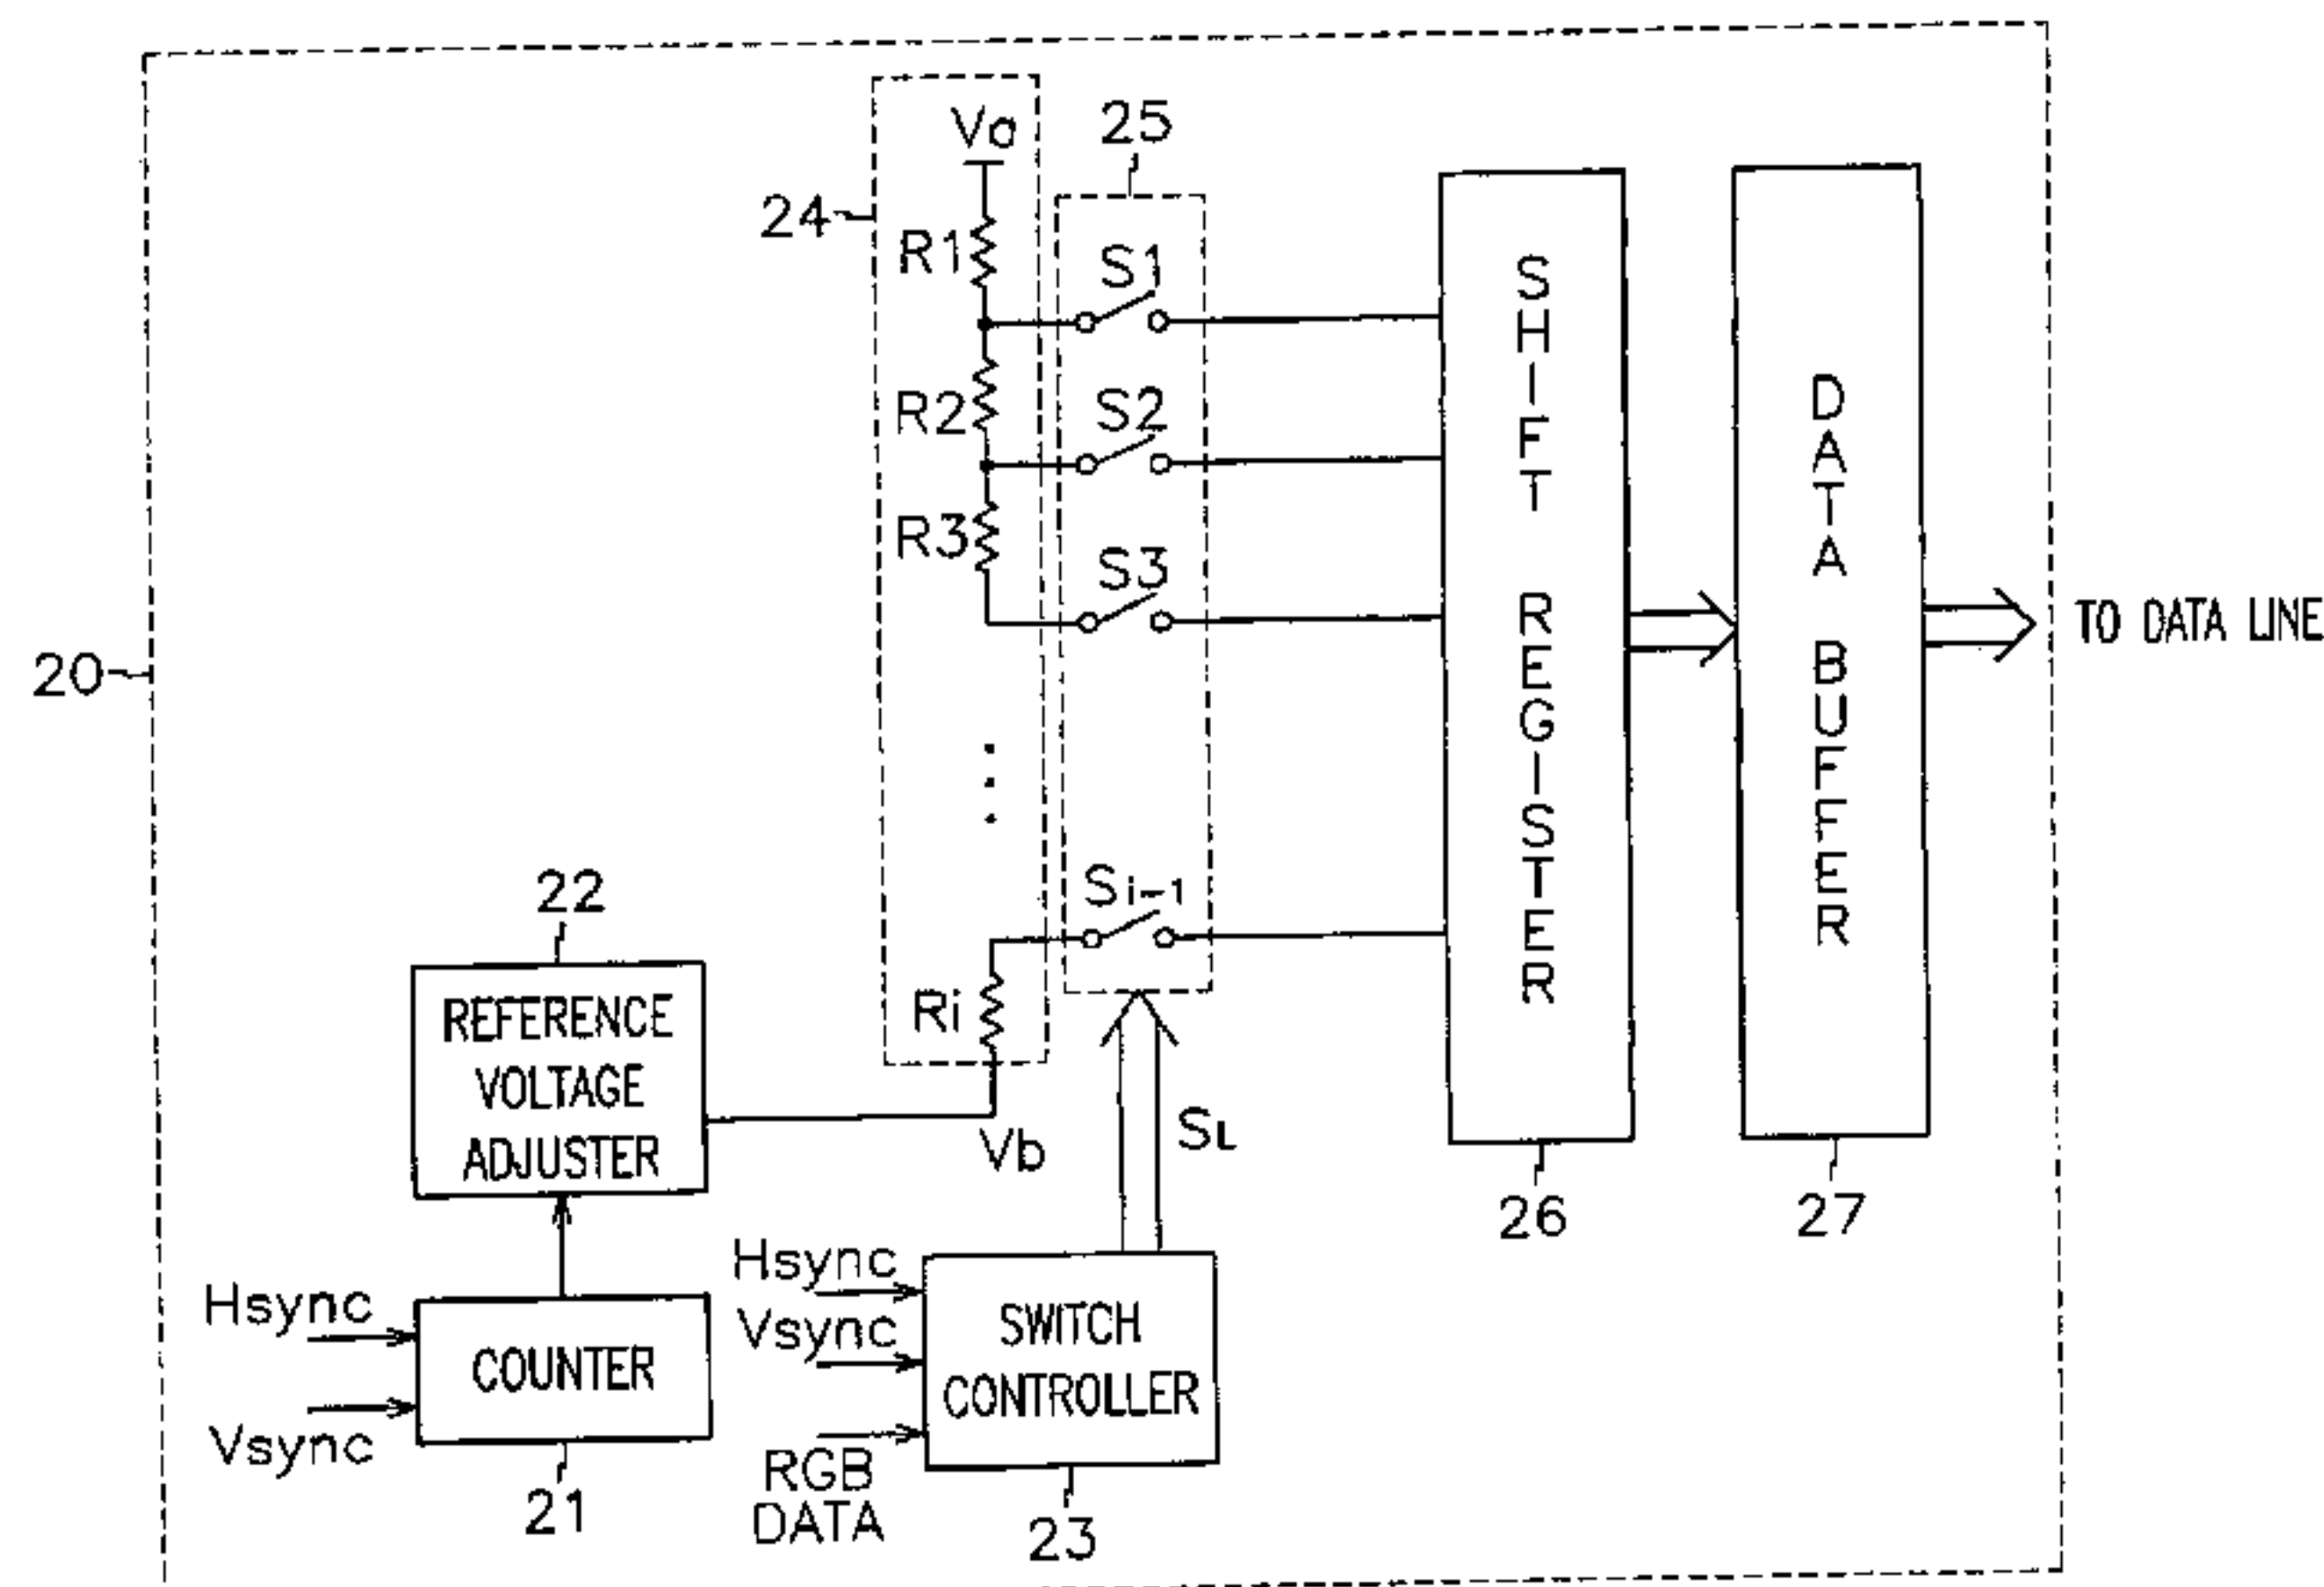 Va
25
24
R1
S1
R2
S2
R3
S3
SHIFT REGISTER
DATA BUFFER
TO DATA LINE
20
Si-1
22
REFERENCE
VOLTAGE
ADJUSTER
Ri
Vb
SL
26
27
Hsync
Vsync
COUNTER
21
Hsync
Vsync
RGB
DATA
SWITCH
CONTROLLER
23